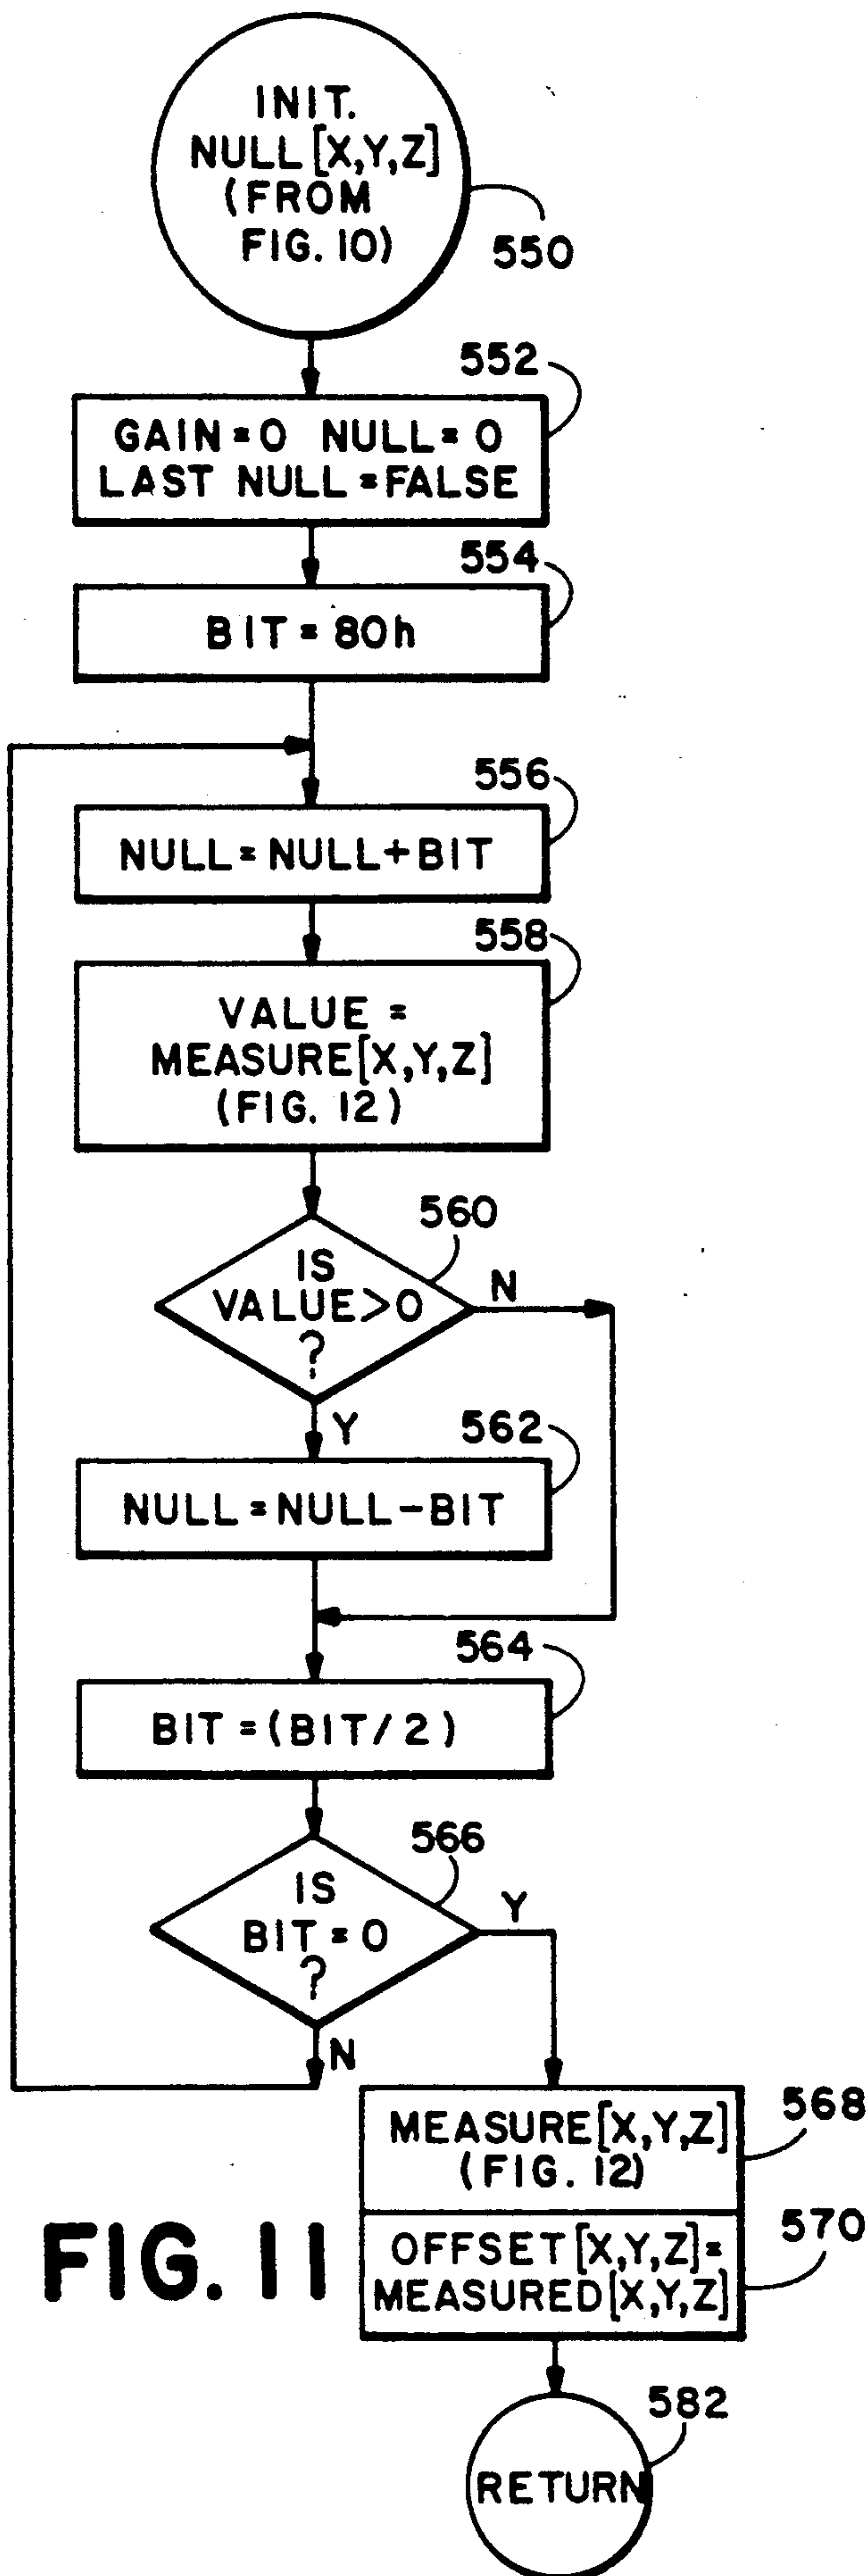 INIT.
NULL[X,Y,Z]
(FROM
FIG. 10)
550
552
GAIN=0 NULL=0
LAST NULL=FALSE
554
BIT=80h
556
NULL=NULL+BIT
558
VALUE=
MEASURE[X,Y,Z]
(FIG. 12)
560
IS
VALUE>0
?
N
Y
562
NULL=NULL-BIT
564
BIT=(BIT/2)
566
IS
BIT=0
?
Y
N
568
MEASURE[X,Y,Z]
(FIG. 12)
570
OFFSET[X,Y,Z]=
MEASURED[X,Y,Z]
FIG. 11
582
RETURN